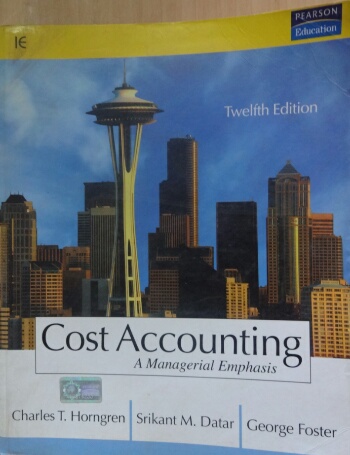 PEARSON
Education
IE
Twelfth Edition
Cost Accounting
A Managerial Emphasis
Charles T. Horngren
Srikant M. Datar
George Foster